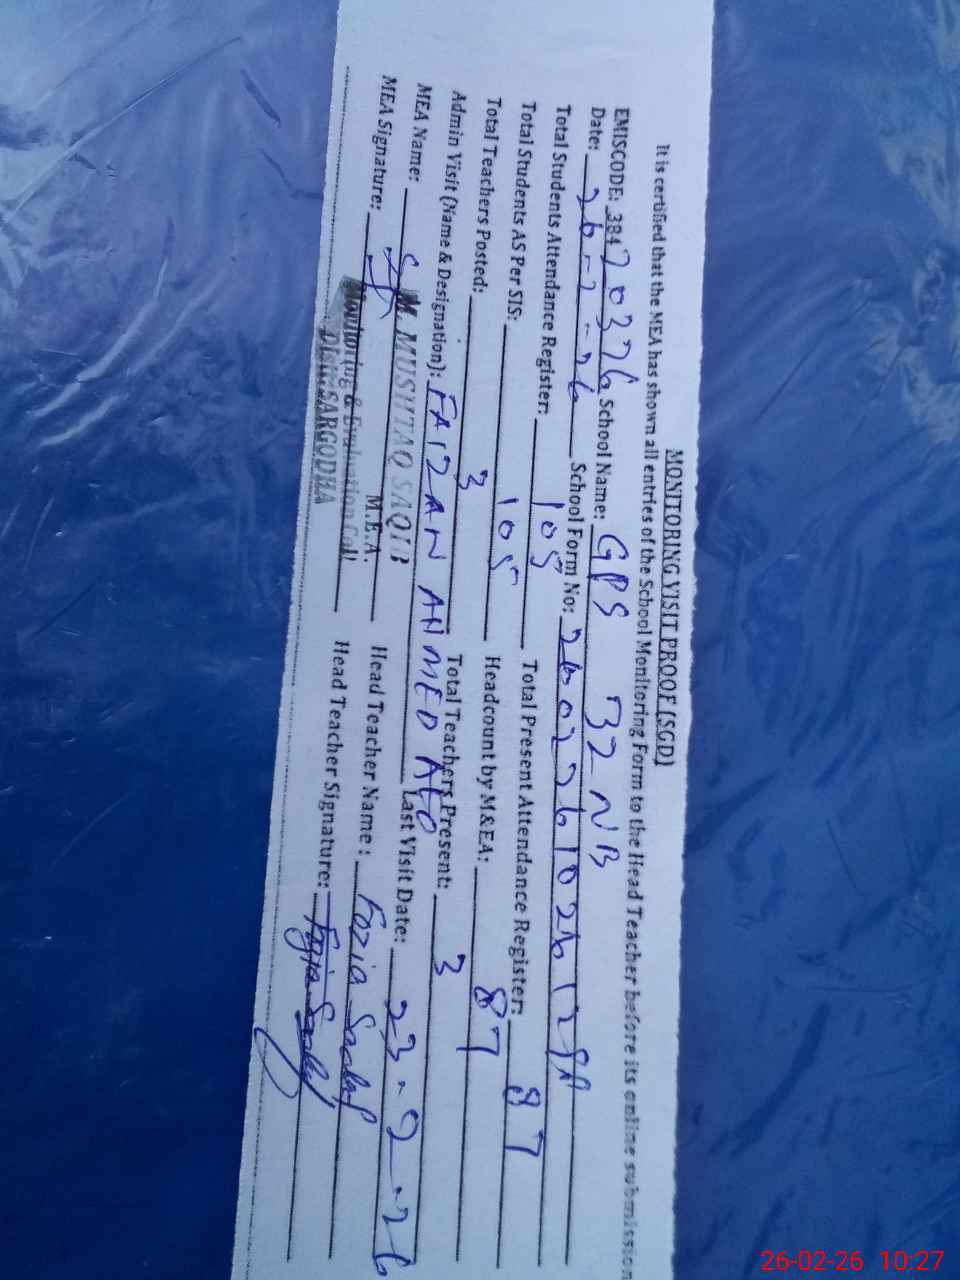 MONITORING VISIT PROOF (SGD)
It is certified that the MEA has shown all entries of the School Monitoring Form to the Head Teacher before its online submission
EMISCODE: 38470376 School Name: GPS 32 NB
Date: 26-2-26 School Form No:
Total Students Attendance Register: 105 Total Present Attendance Register: 87
Total Students AS Per SIS: 105 Headcount by M&EA: 87
Total Teachers Posted: 3 Total Teachers Present: 3
Admin Visit (Name & Designation): FAIZAN AHMED AEO Last Visit Date: 23-2-26
MEA Name: M. MUSHTAQ SAQIB Head Teacher Name: Fozia Sadaf
M.E.A.
MEA Signature: Head Teacher Signature: Fozia Sadaf
Monitoring & Evaluation Cell
Distt. SARGODHA
26-02-26 10:27